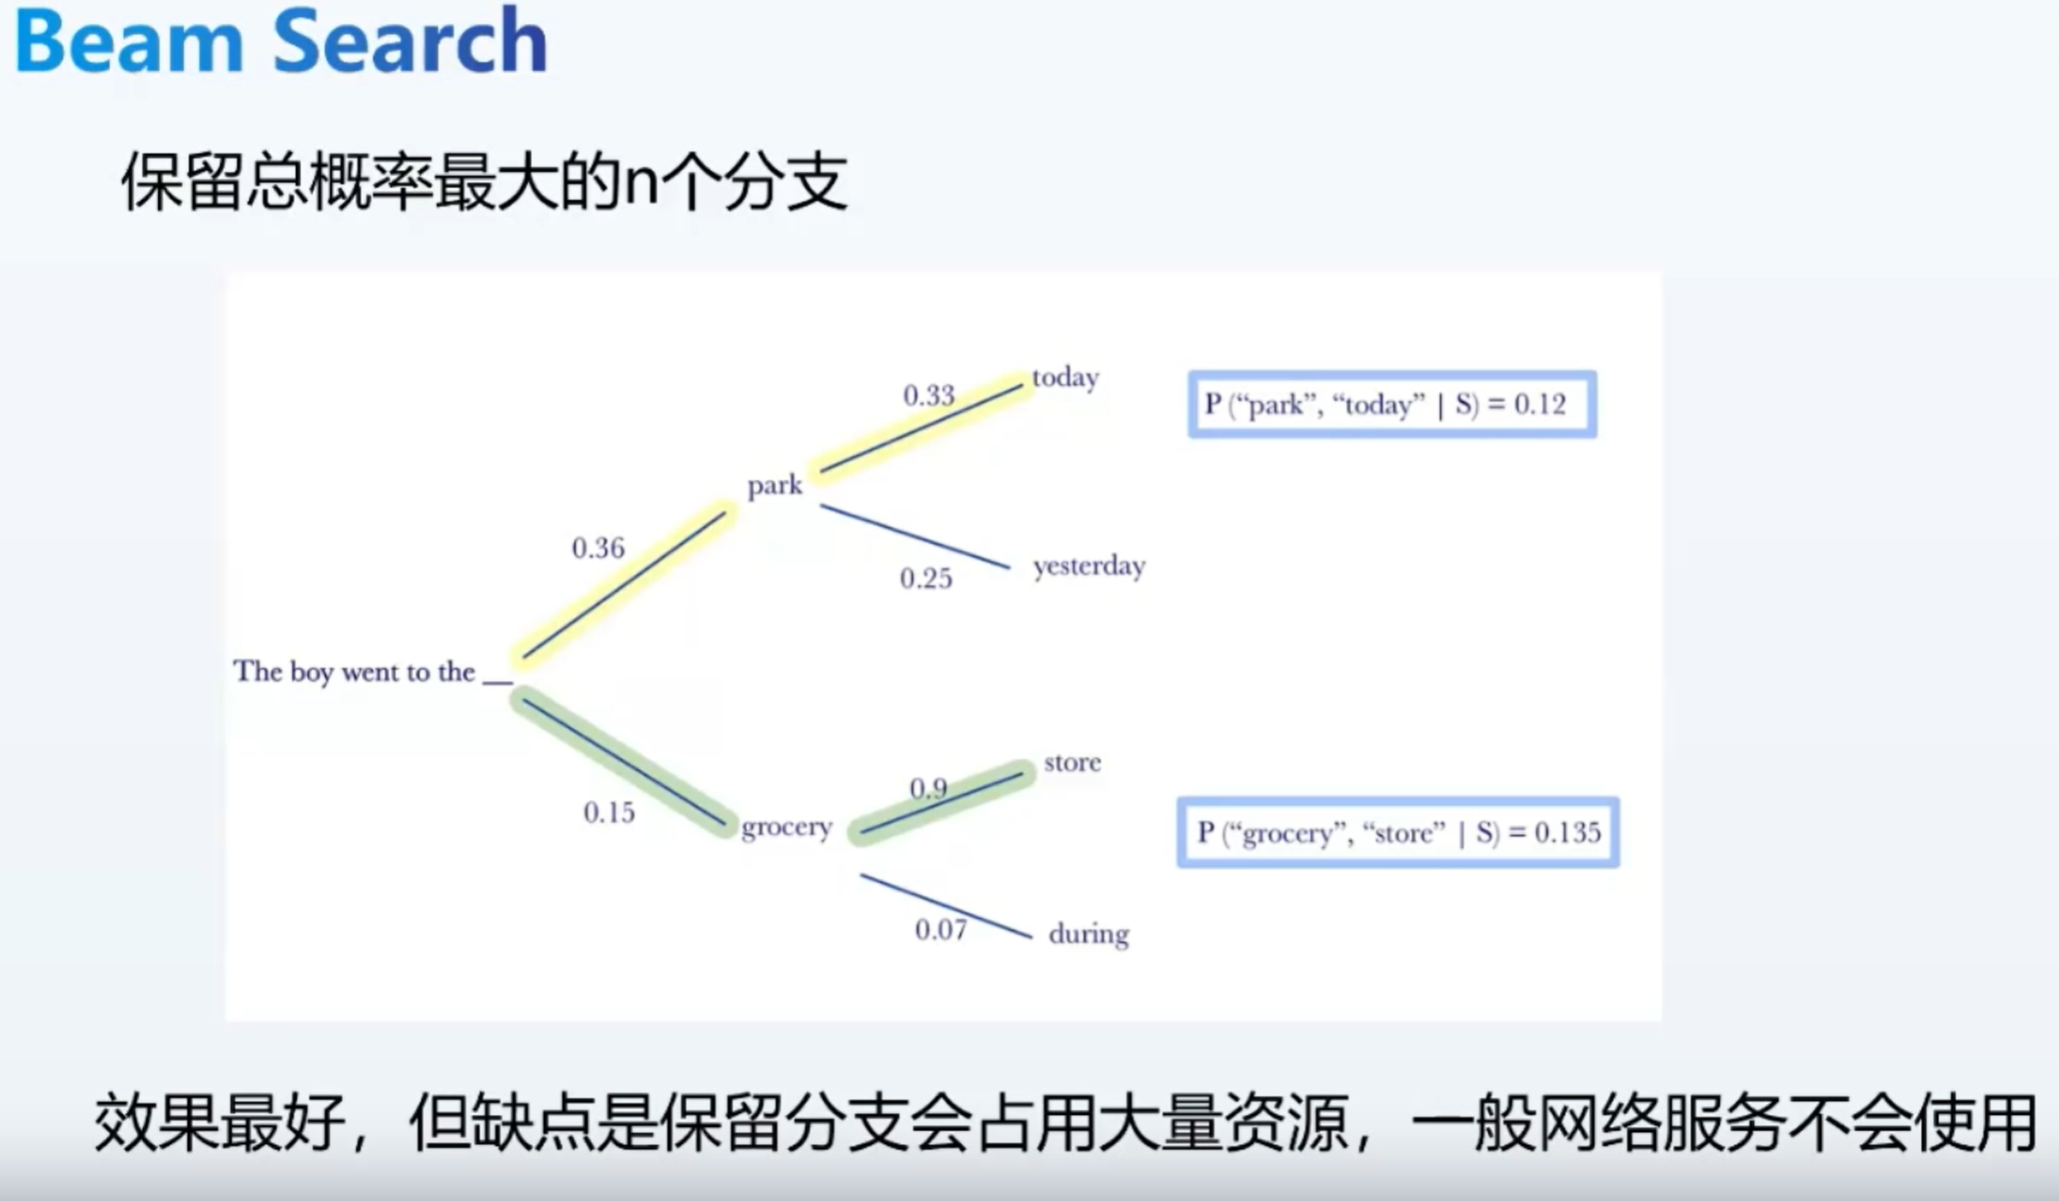 Beam Search
保留总概率最大的n个分支
0.33
today
P (“park”, “today” | S) = 0.12
park
0.36
0.25
yesterday
The boy went to the __
0.15
grocery
0.9
store
P (“grocery”, “store” | S) = 0.135
0.07
during
效果最好，但缺点是保留分支会占用大量资源，一般网络服务不会使用